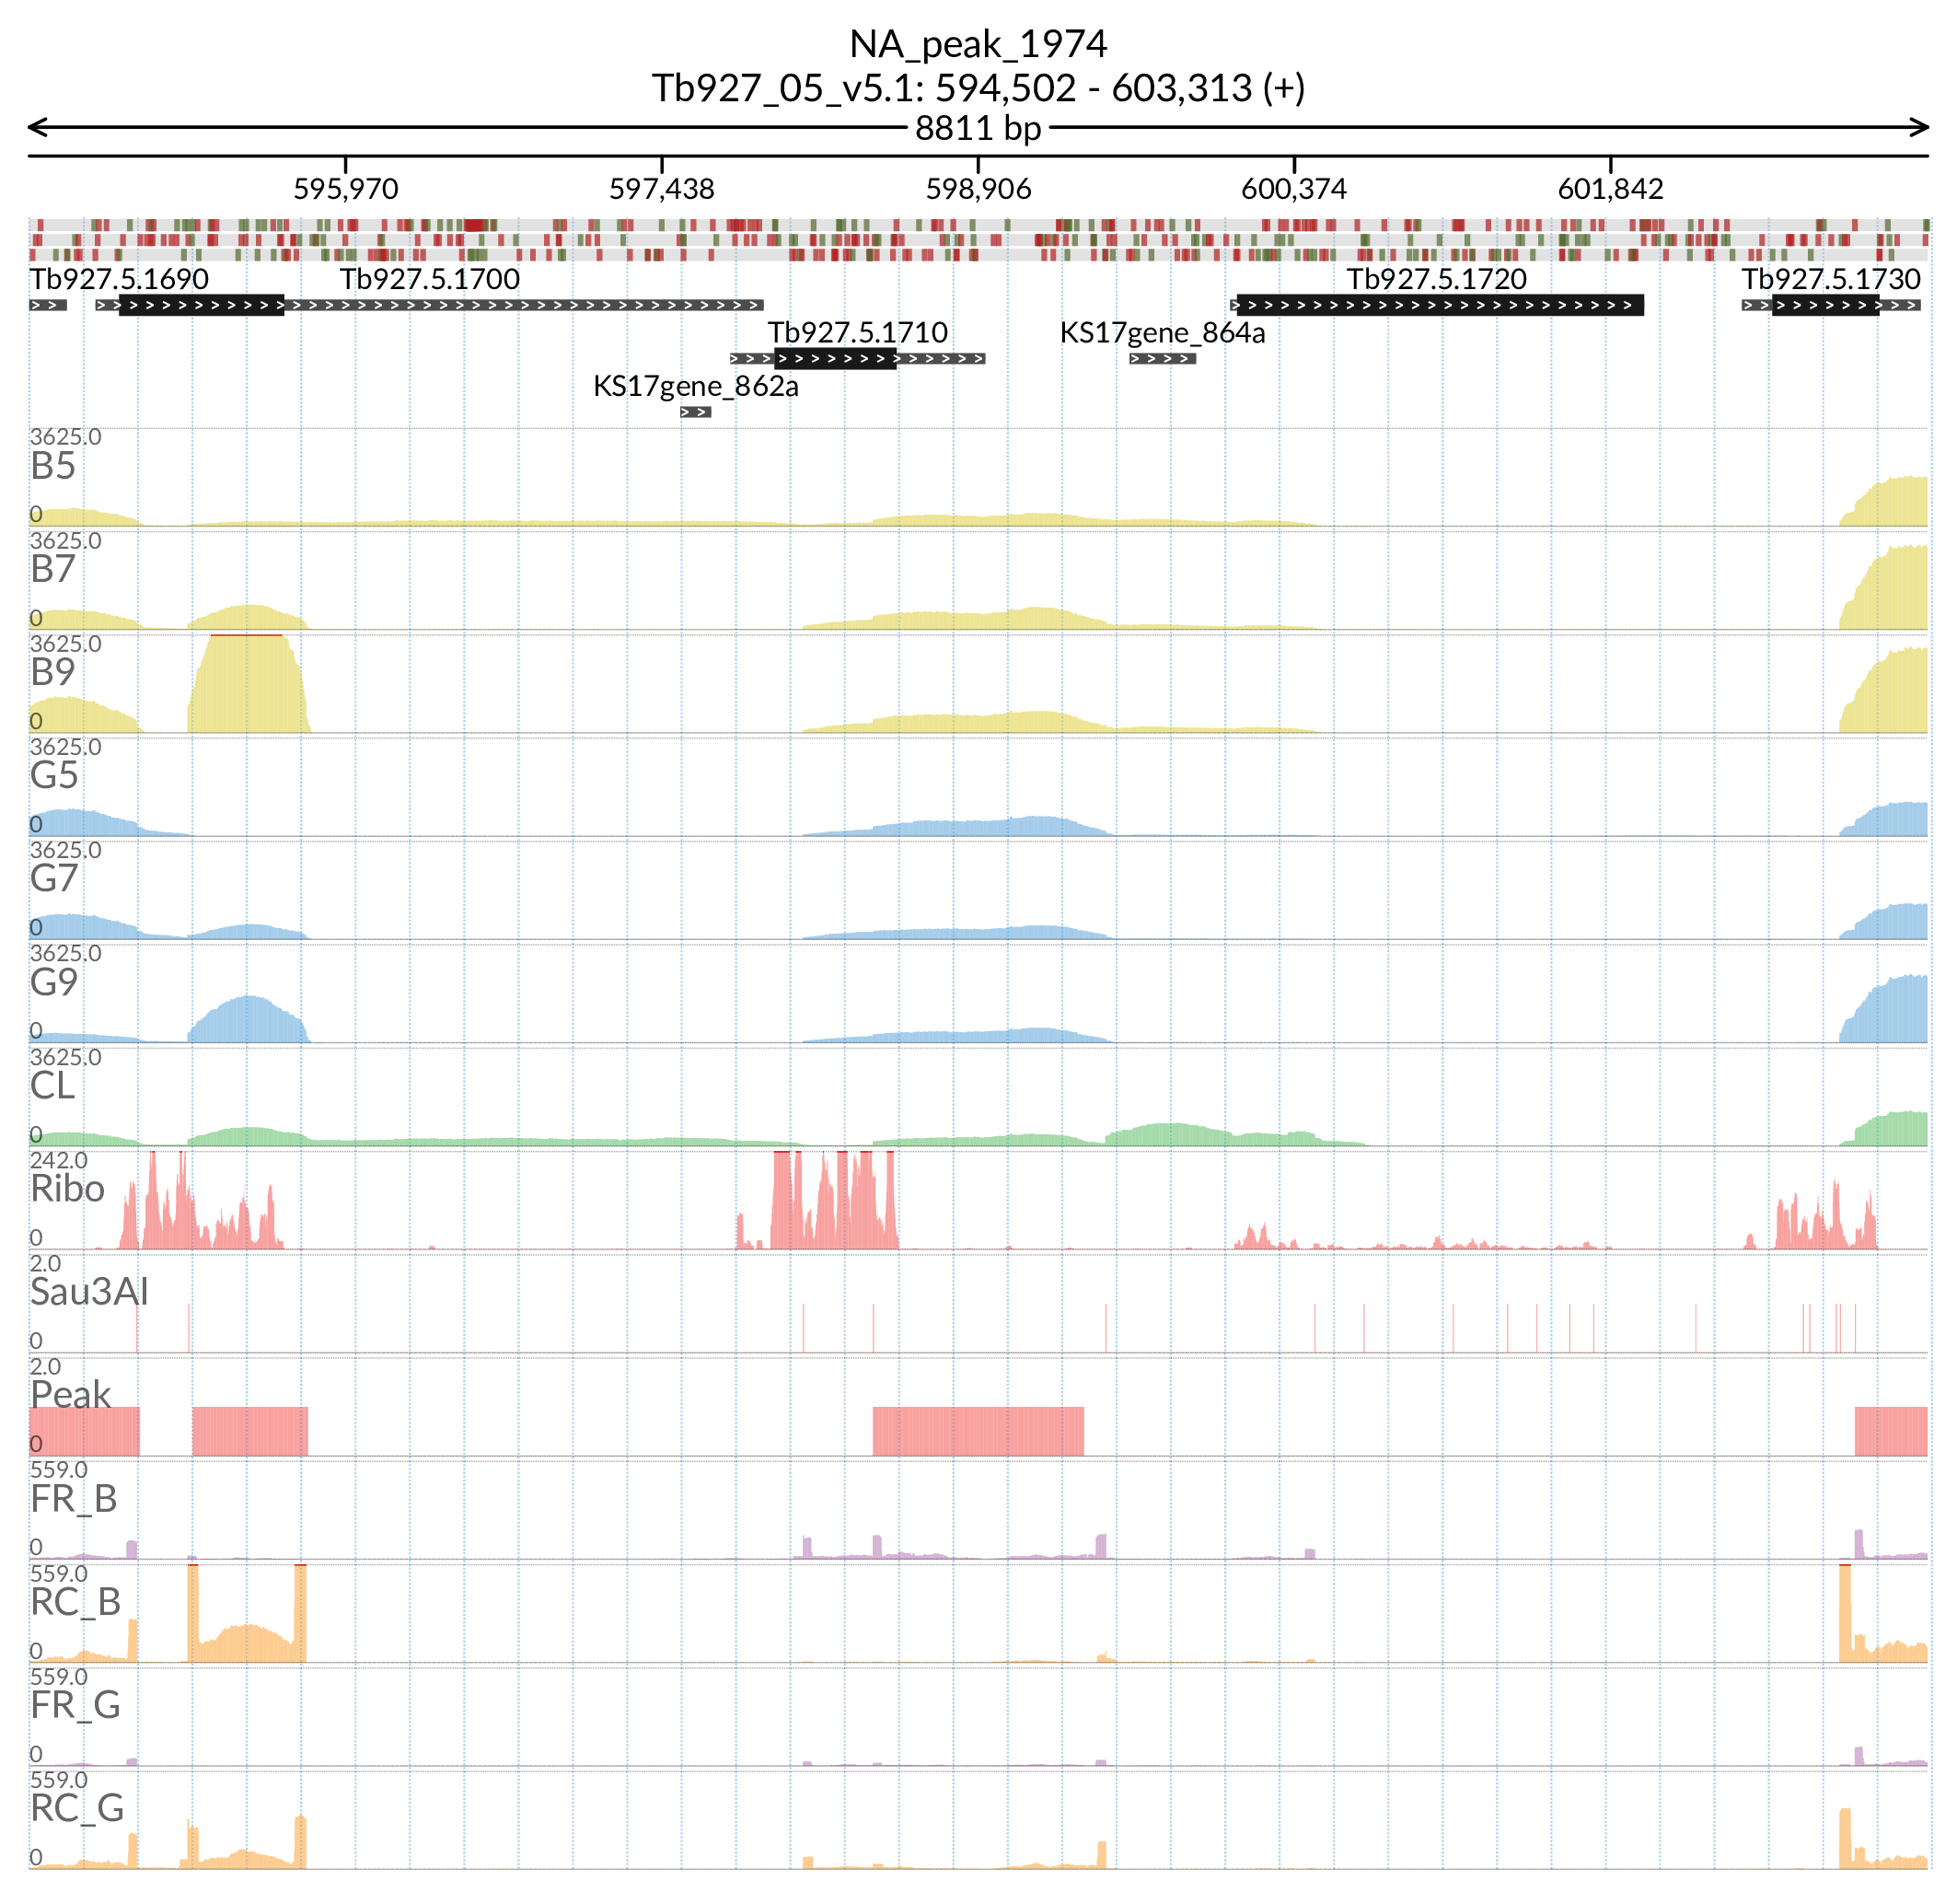 NA_peak_1974
Tb927_05_v5.1: 594,502 - 603,313 (+)
8811 bp
595,970 597,438 598,906 600,374 601,842
Tb927.5.1690 Tb927.5.1700 Tb927.5.1720 Tb927.5.1730
Tb927.5.1710 KS17gene_864a
KS17gene_862a
3625.0
B5
0
3625.0
B7
0
3625.0
B9
0
3625.0
G5
0
3625.0
G7
0
3625.0
G9
0
3625.0
CL
0
242.0
Ribo
0
2.0
Sau3AI
0
2.0
Peak
0
559.0
FR_B
0
559.0
RC_B
0
559.0
FR_G
0
559.0
RC_G
0